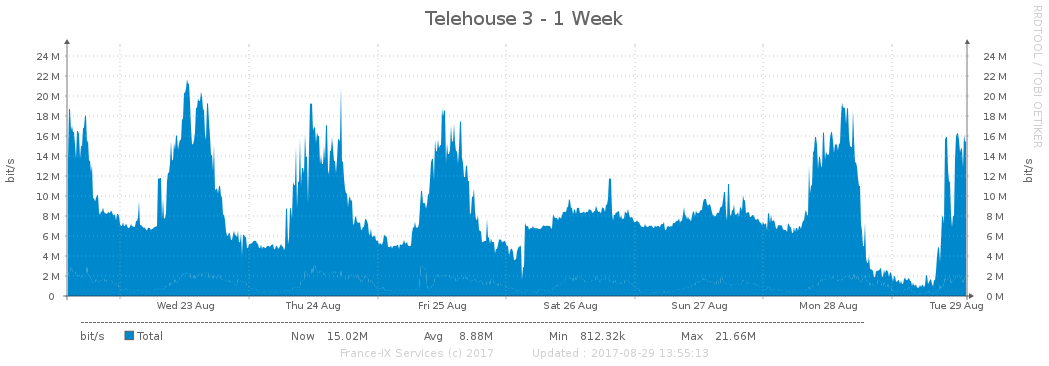 Telehouse 3 - 1 Week
RRDTOOL / TOBI OETIKER
24 M 24 M
22 M 22 M
20 M 20 M
18 M 18 M
16 M 16 M
14 M 14 M
12 M 12 M
10 M 10 M
8 M 8 M
6 M 6 M
4 M 4 M
2 M 2 M
0 0 M
bit/s bit/s
Wed 23 Aug Thu 24 Aug Fri 25 Aug Sat 26 Aug Sun 27 Aug Mon 28 Aug Tue 29 Aug
bit/s Total Now 15.02M Avg 8.88M Min 812.32k Max 21.66M
France-IX Services (c) 2017 Updated : 2017-08-29 13:55:13